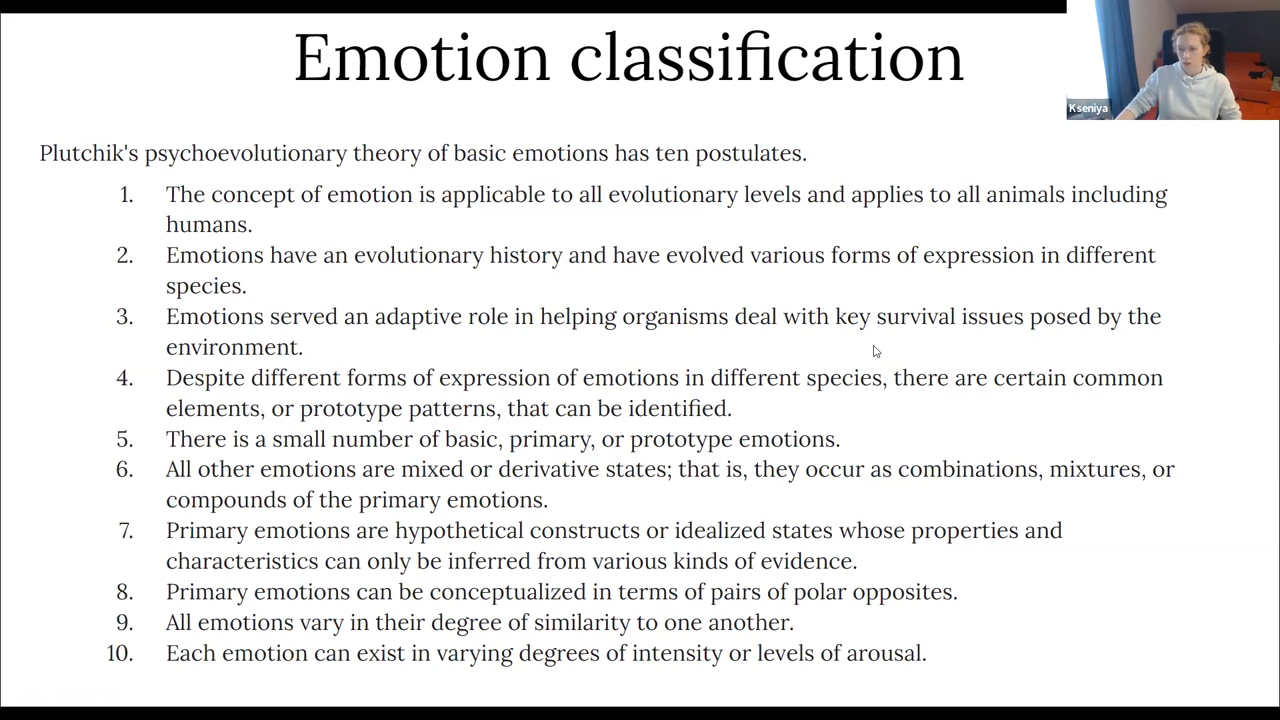 Emotion classification
Kseniya
Plutchik's psychoevolutionary theory of basic emotions has ten postulates.
1. The concept of emotion is applicable to all evolutionary levels and applies to all animals including
humans.
2. Emotions have an evolutionary history and have evolved various forms of expression in different
species.
3. Emotions served an adaptive role in helping organisms deal with key survival issues posed by the
environment.
4. Despite different forms of expression of emotions in different species, there are certain common
elements, or prototype patterns, that can be identified.
5. There is a small number of basic, primary, or prototype emotions.
6. All other emotions are mixed or derivative states; that is, they occur as combinations, mixtures, or
compounds of the primary emotions.
7. Primary emotions are hypothetical constructs or idealized states whose properties and
characteristics can only be inferred from various kinds of evidence.
8. Primary emotions can be conceptualized in terms of pairs of polar opposites.
9. All emotions vary in their degree of similarity to one another.
10. Each emotion can exist in varying degrees of intensity or levels of arousal.